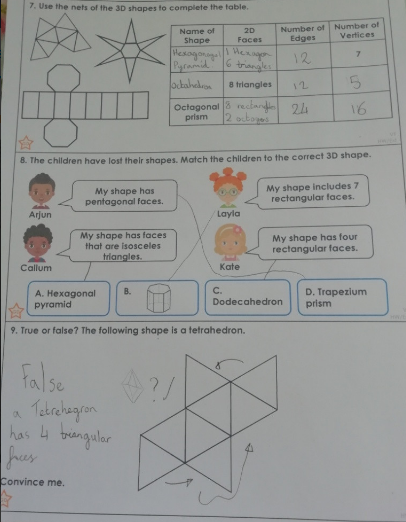 7. Use the nets of the 3D shapes to complete the table.
Name of Shape 2D Faces Number of Edges Number of Vertices
Hexagonal Pyramid 1 Hexagon 6 triangles 12 7
Octahedron 8 triangles 12 5
Octagonal prism 8 rectangles 2 octagons 24 16
8. The children have lost their shapes. Match the children to the correct 3D shape.
My shape has pentagonal faces.
Arjun
My shape includes 7 rectangular faces.
Layla
My shape has faces that are isosceles triangles.
Callum
My shape has four rectangular faces.
Kate
A. Hexagonal pyramid
B.
C. Dodecahedron
D. Trapezium prism
9. True or false? The following shape is a tetrahedron.
False
?
a Tetrehegron
has 4 triangular
faces
Convince me.